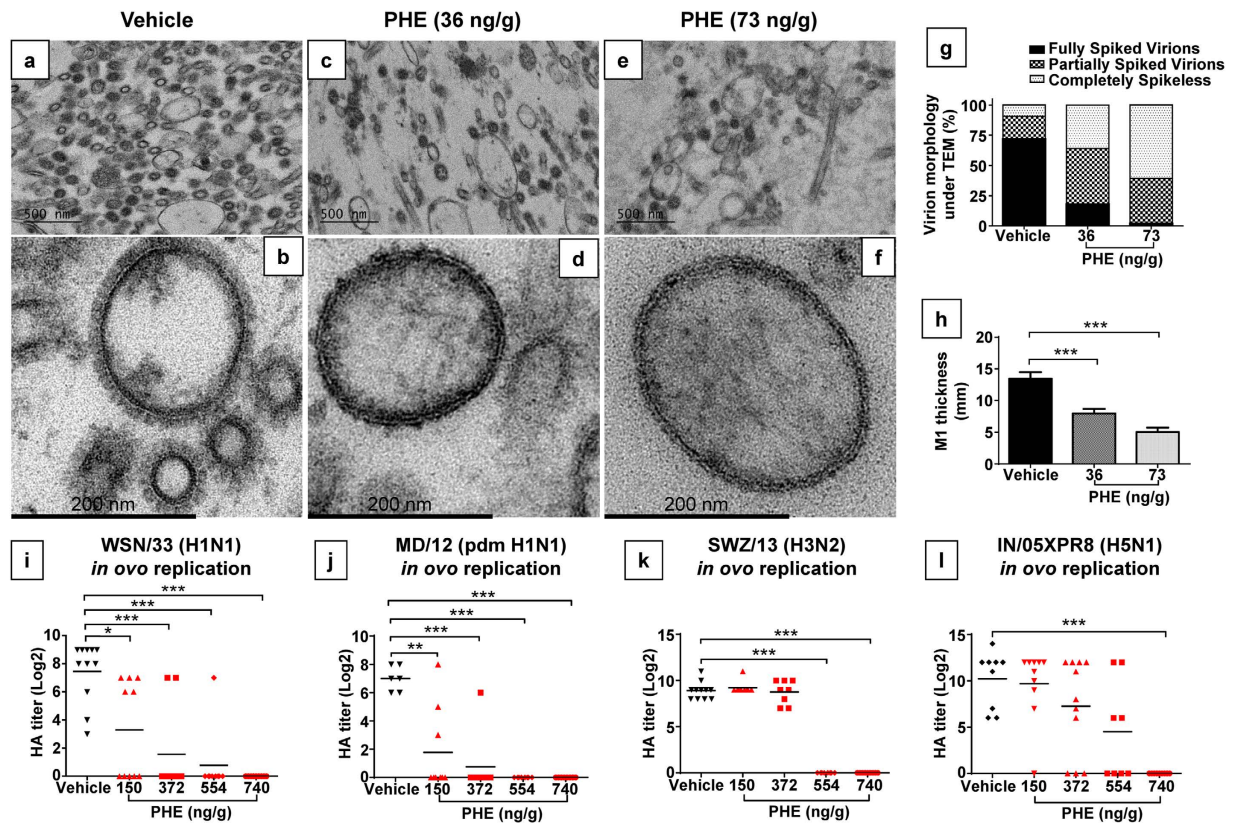 Vehicle
PHE (36 ng/g)
PHE (73 ng/g)
a
500 nm
c
500 nm
e
500 nm
b
200 nm
d
200 nm
f
200 nm
g
Fully Spiked Virions
Partially Spiked Virions
Completely Spikeless
Virion morphology
under TEM (%)
100
75
50
25
0
Vehicle
36
73
PHE (ng/g)
h
M1 thickness
(mm)
20
15
10
5
0
***
***
Vehicle
36
73
PHE (ng/g)
i
WSN/33 (H1N1)
in ovo replication
***
***
***
*
HA titer (Log2)
10
8
6
4
2
0
Vehicle
150
372
554
740
PHE (ng/g)
j
MD/12 (pdm H1N1)
in ovo replication
***
***
***
**
HA titer (Log2)
10
8
6
4
2
0
Vehicle
150
372
554
740
PHE (ng/g)
k
SWZ/13 (H3N2)
in ovo replication
***
***
HA titer (Log2)
15
10
5
0
Vehicle
150
372
554
740
PHE (ng/g)
l
IN/05XPR8 (H5N1)
in ovo replication
***
HA titer (Log2)
15
10
5
0
Vehicle
150
372
554
740
PHE (ng/g)